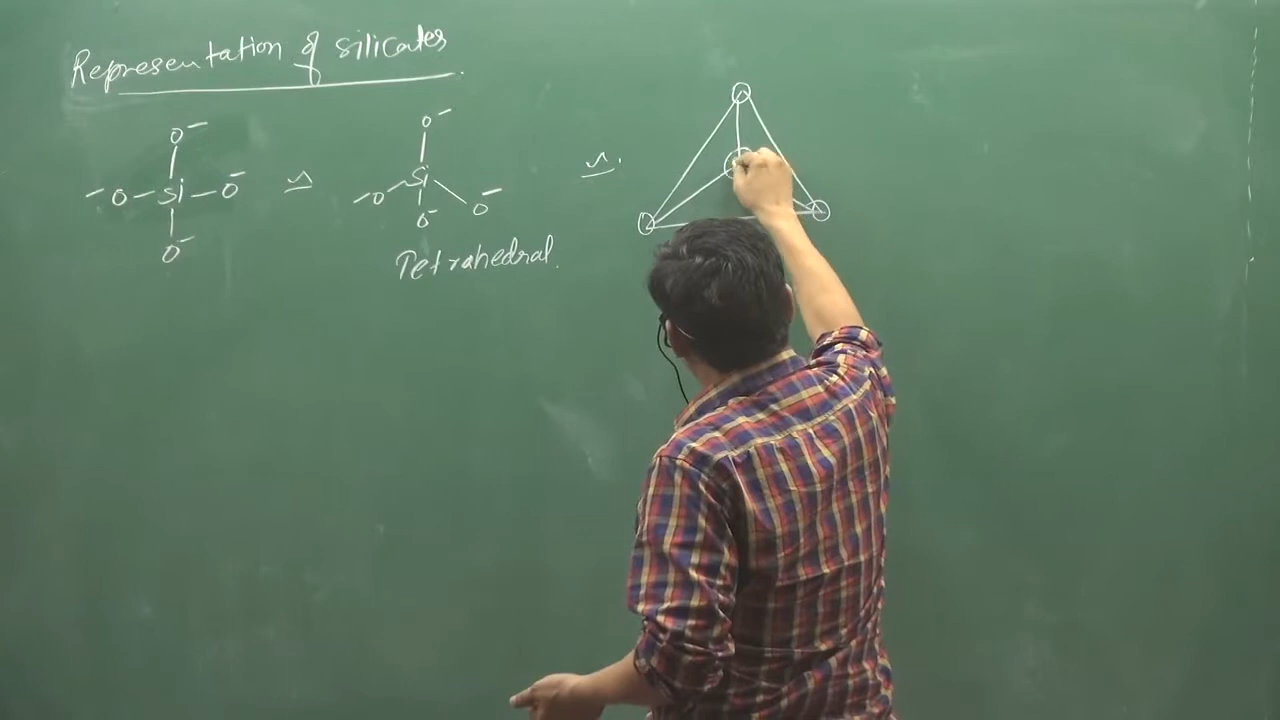 Representation of silicates
O⁻ O⁻
⁻O-Si-O⁻ ≃ ⁻O Si O⁻ ≃
O⁻ O⁻
Tetrahedral.